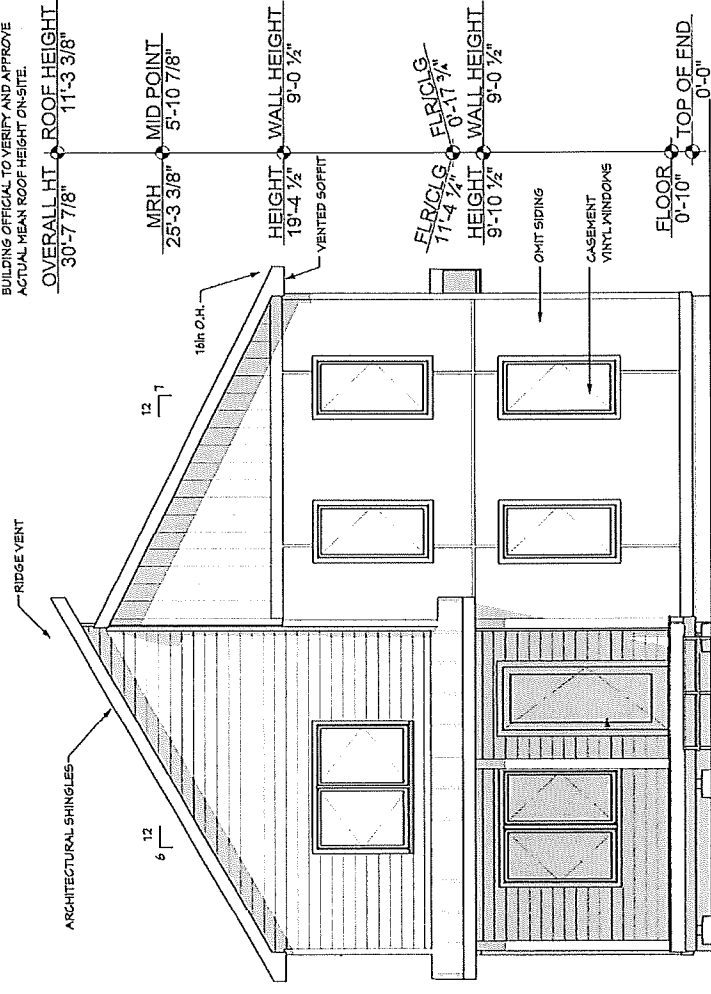 BUILDING OFFICIAL TO VERIFY AND APPROVE
ACTUAL MEAN ROOF HEIGHT ON-SITE.
OVERALL HT ROOF HEIGHT
30'-7 7/8" 11'-3 3/8"
MRH MID POINT
25'-3 3/8" 5'-10 7/8"
HEIGHT WALL HEIGHT
19'-4 ½" 9'-0 ½"
FLR/CLG FLR/CLG
11'-4 ¼" 0'-17 ¾"
HEIGHT WALL HEIGHT
9'-10 ½" 9'-0 ½"
FLOOR TOP OF FND
0'-10" 0'-0"
RIDGE VENT
ARCHITECTURAL SHINGLES
12
6
12
7
16in O.H.
VENTED SOFFIT
OMIT SIDING
CASEMENT
VINYL WINDOWS